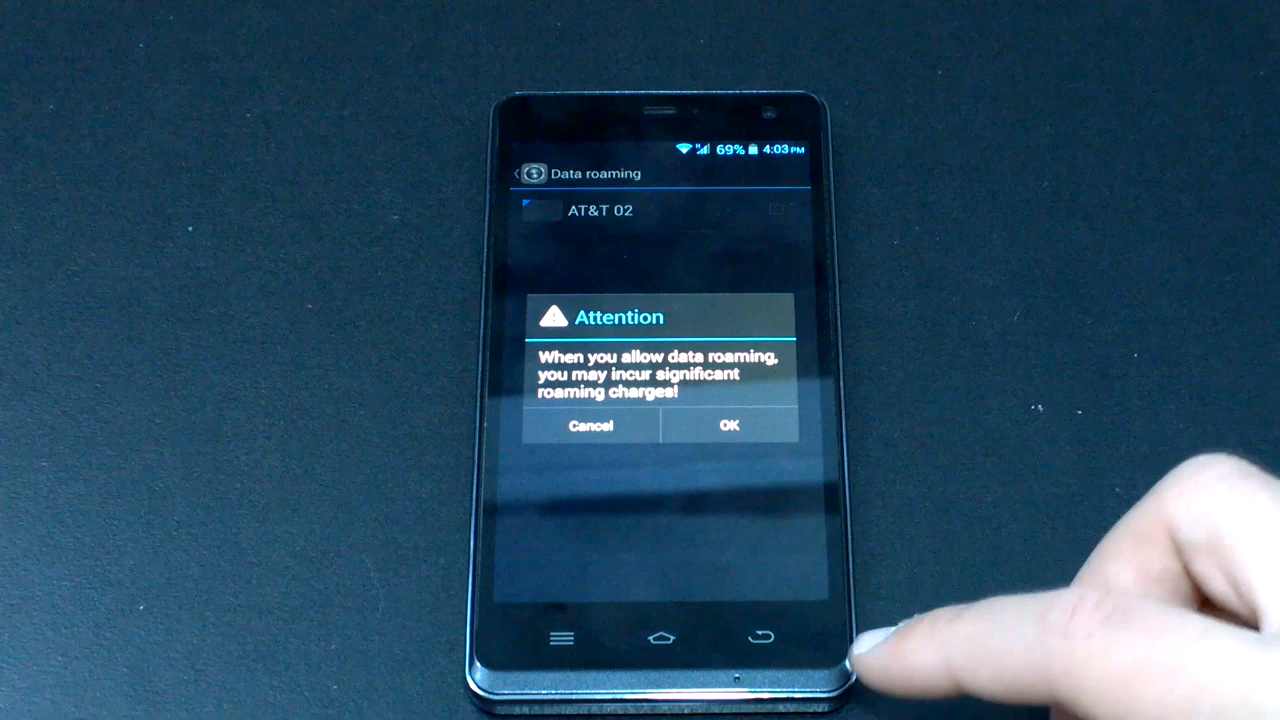 69% 4:03 PM
Data roaming
AT&T 02
Attention
When you allow data roaming,
you may incur significant
roaming charges!
Cancel OK